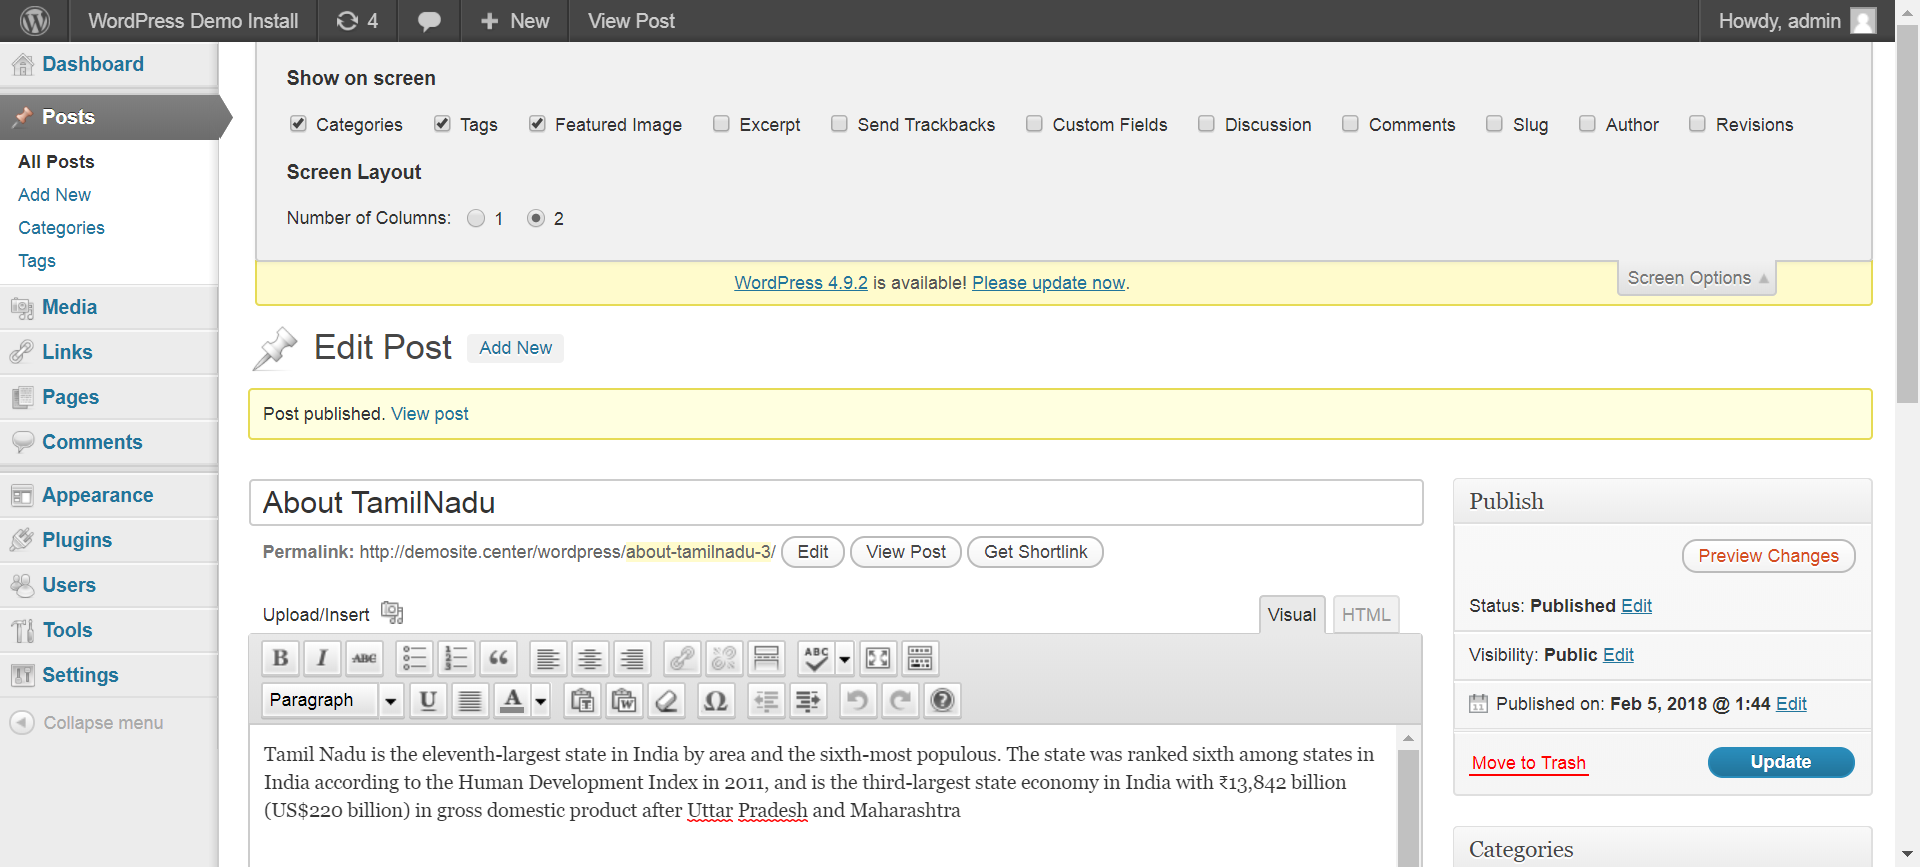 WordPress Demo Install 4 New View Post Howdy, admin
Dashboard
Posts
All Posts
Add New
Categories
Tags
Media
Links
Pages
Comments
Appearance
Plugins
Users
Tools
Settings
Collapse menu
Show on screen
Categories Tags Featured Image Excerpt Send Trackbacks Custom Fields Discussion Comments Slug Author Revisions
Screen Layout
Number of Columns: 1 2
Screen Options
WordPress 4.9.2 is available! Please update now.
Edit Post Add New
Post published. View post
About TamilNadu
Permalink: http://demosite.center/wordpress/about-tamilnadu-3/ Edit View Post Get Shortlink
Upload/Insert Visual HTML
B I ABC ABC
Paragraph U A T W Ω
Tamil Nadu is the eleventh-largest state in India by area and the sixth-most populous. The state was ranked sixth among states in
India according to the Human Development Index in 2011, and is the third-largest state economy in India with ₹13,842 billion
(US$220 billion) in gross domestic product after Uttar Pradesh and Maharashtra
Publish
Preview Changes
Status: Published Edit
Visibility: Public Edit
Published on: Feb 5, 2018 @ 1:44 Edit
Move to Trash Update
Categories